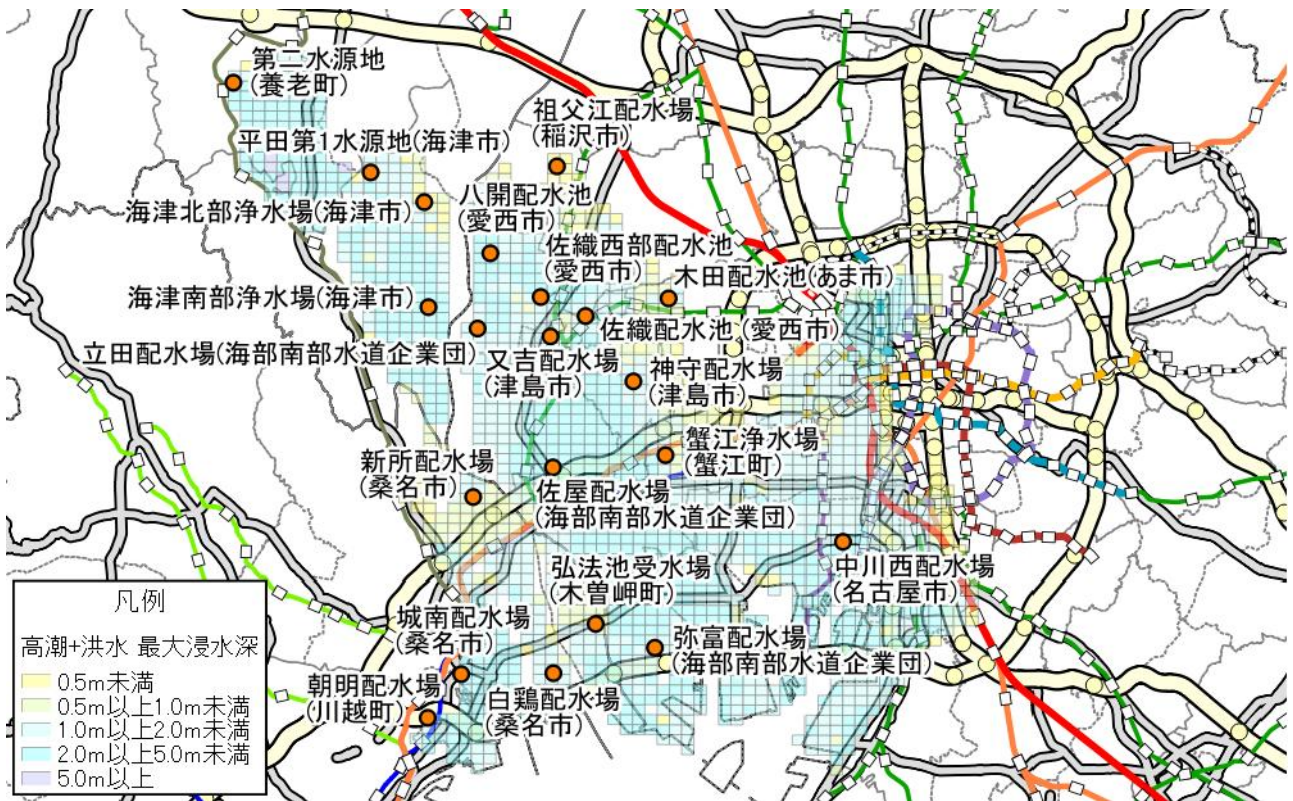 第二水源地
(養老町)
祖父江配水場
(稲沢市)
平田第1水源地(海津市)
八開配水池
(愛西市)
海津北部浄水場(海津市)
佐織西部配水池
(愛西市)
木田配水池(あま市)
海津南部浄水場(海津市)
佐織配水池(愛西市)
立田配水場(海部南部水道企業団)
又吉配水場
(津島市)
神守配水場
(津島市)
蟹江浄水場
(蟹江町)
新所配水場
(桑名市)
佐屋配水場
(海部南部水道企業団)
弘法池受水場
(木曽岬町)
中川西配水場
(名古屋市)
城南配水場
(桑名市)
弥富配水場
(海部南部水道企業団)
朝明配水場
(川越町)
白鶏配水場
(桑名市)
凡例
高潮+洪水 最大浸水深
0.5m未満
0.5m以上1.0m未満
1.0m以上2.0m未満
2.0m以上5.0m未満
5.0m以上